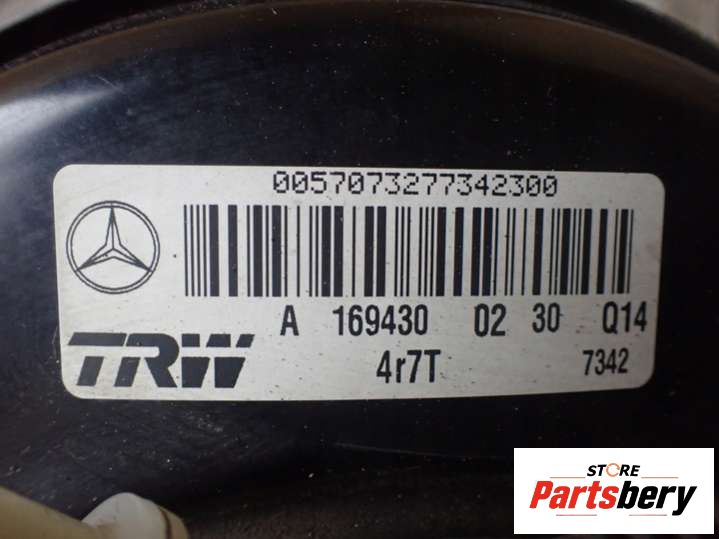 0057073277342300
A 169430 02 30 Q14
TRW 4r7T 7342
STORE
Partsbery